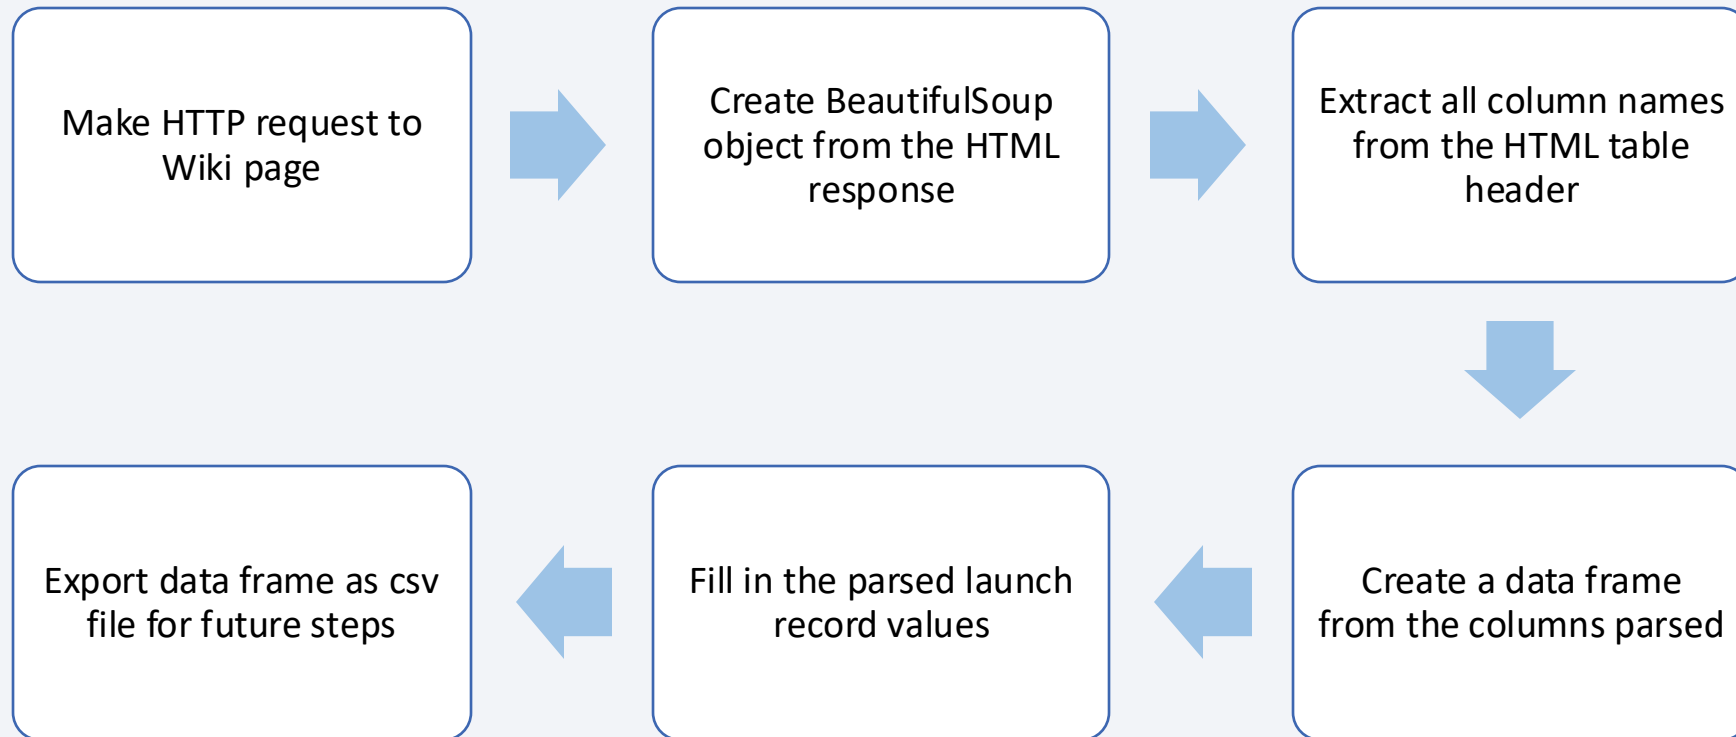 Make HTTP request to
Wiki page
Create BeautifulSoup
object from the HTML
response
Extract all column names
from the HTML table
header
Create a data frame
from the columns parsed
Fill in the parsed launch
record values
Export data frame as csv
file for future steps